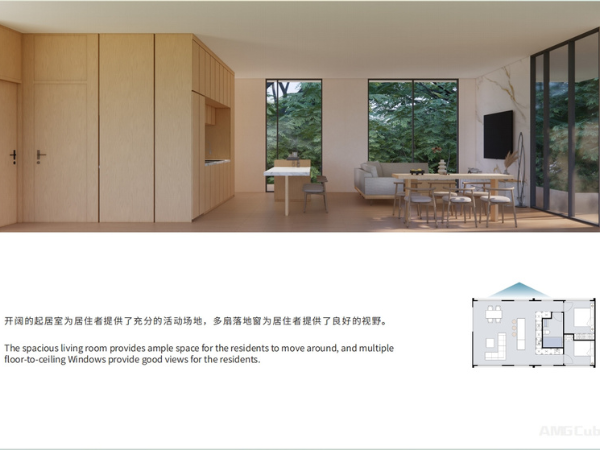 开阔的起居室为居住者提供了充分的活动场地，多扇落地窗为居住者提供了良好的视野。
The spacious living room provides ample space for the residents to move around, and multiple
floor-to-ceiling Windows provide good views for the residents.
AMGCub